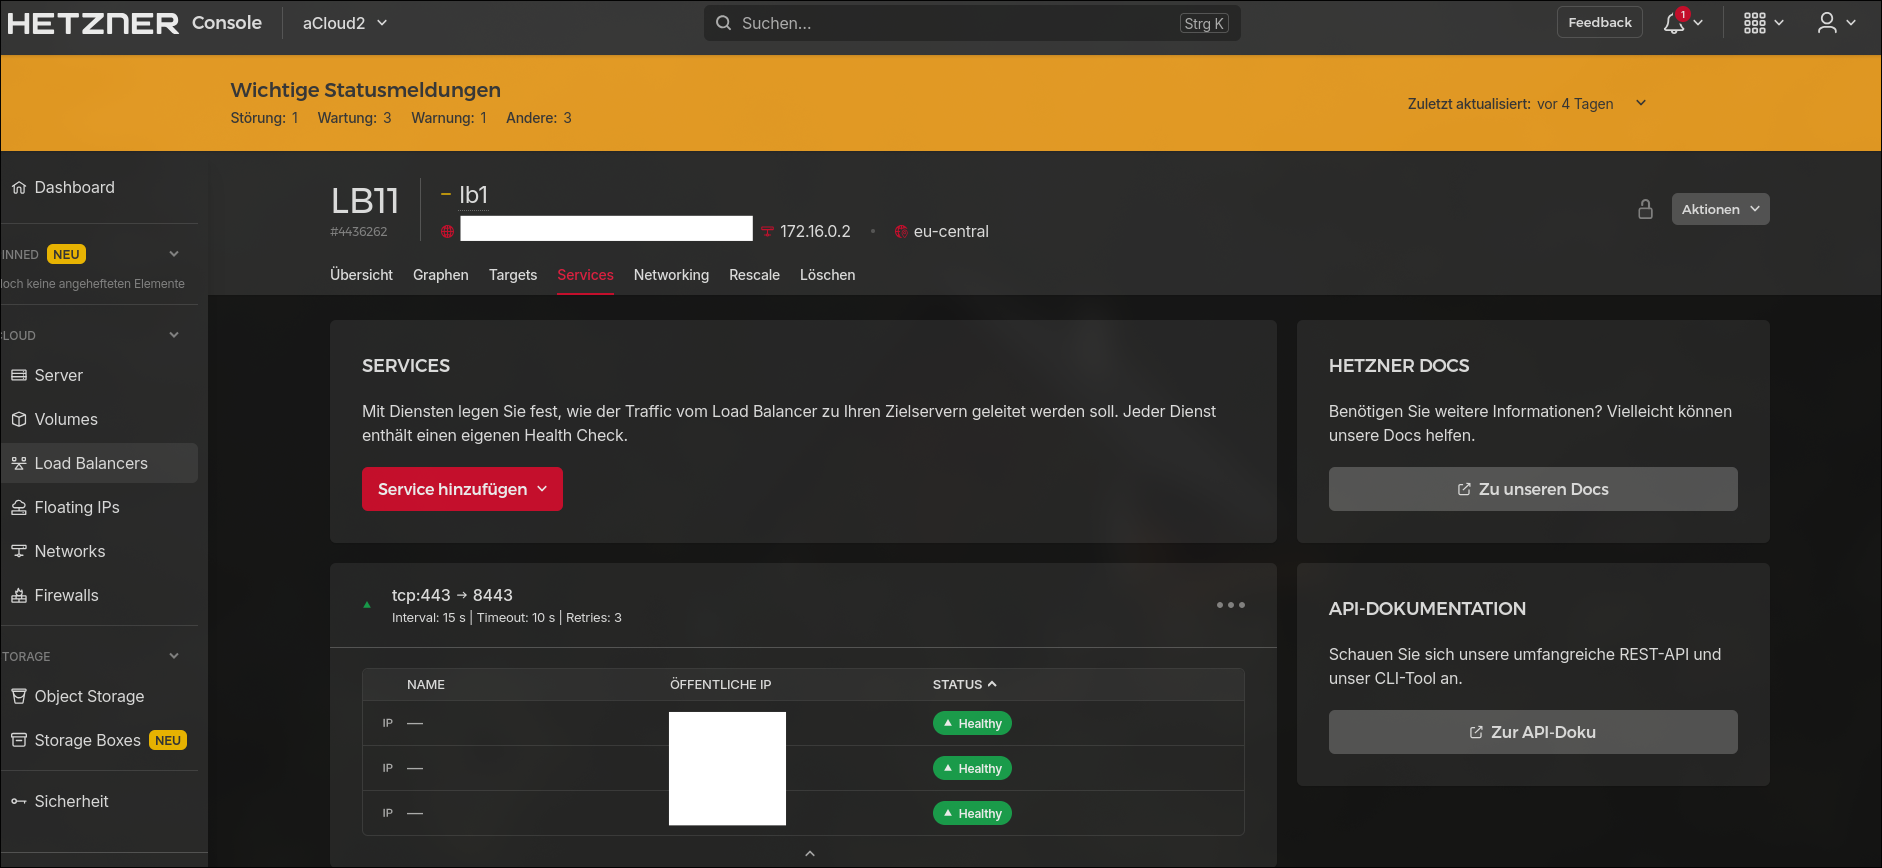 HETZNER Console aCloud2
Suchen... Strg K
Feedback 1
Wichtige Statusmeldungen
Störung: 1 Wartung: 3 Warnung: 1 Andere: 3
Zuletzt aktualisiert: vor 4 Tagen
Dashboard
INNED NEU
loch keine angehefteten Elemente
CLOUD
Server
Volumes
Load Balancers
Floating IPs
Networks
Firewalls
TORAGE
Object Storage
Storage Boxes NEU
Sicherheit
LB11
#4436262
lb1
172.16.0.2 • eu-central
Aktionen
Übersicht Graphen Targets Services Networking Rescale Löschen
SERVICES
Mit Diensten legen Sie fest, wie der Traffic vom Load Balancer zu Ihren Zielservern geleitet werden soll. Jeder Dienst
enthält einen eigenen Health Check.
Service hinzufügen
tcp:443 → 8443
Interval: 15 s | Timeout: 10 s | Retries: 3
NAME ÖFFENTLICHE IP STATUS
IP — Healthy
IP — Healthy
IP — Healthy
HETZNER DOCS
Benötigen Sie weitere Informationen? Vielleicht können
unsere Docs helfen.
Zu unseren Docs
API-DOKUMENTATION
Schauen Sie sich unsere umfangreiche REST-API und
unser CLI-Tool an.
Zur API-Doku